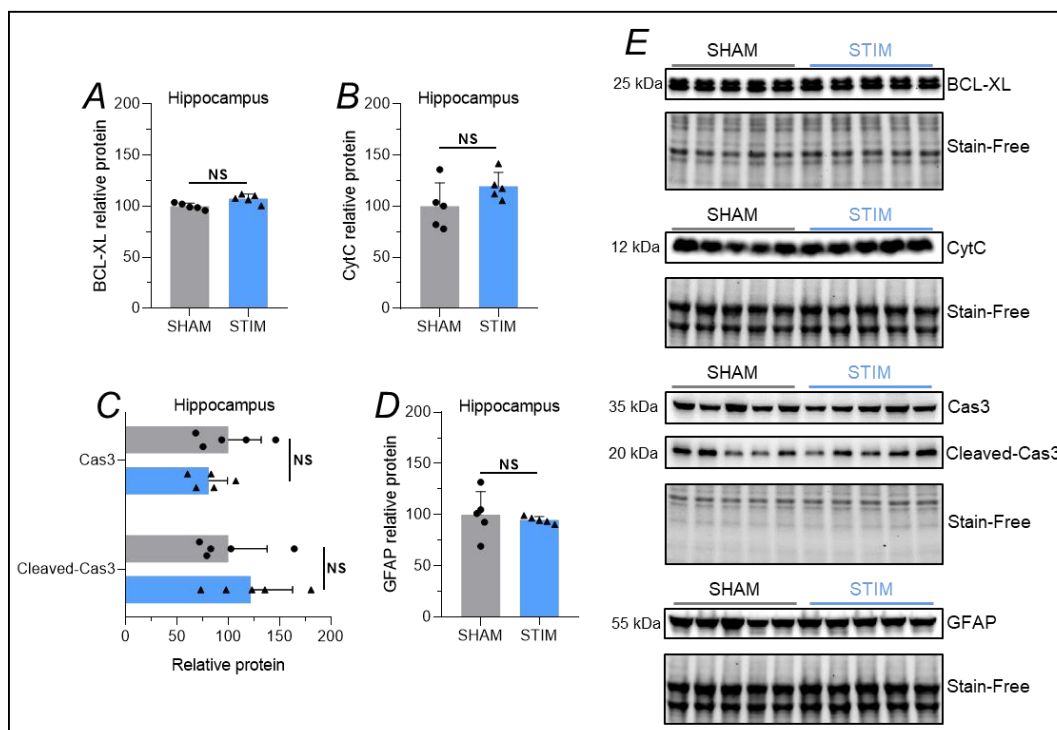 A
Hippocampus
BCL-XL relative protein
200
150
100
50
0
NS
SHAM STIM
B
Hippocampus
CytC relative protein
200
150
100
50
0
NS
SHAM STIM
C
Hippocampus
Cas3
NS
Cleaved-Cas3
NS
0 50 100 150 200
Relative protein
D
Hippocampus
GFAP relative protein
200
150
100
50
0
NS
SHAM STIM
E
SHAM STIM
25 kDa BCL-XL
Stain-Free
SHAM STIM
12 kDa CytC
Stain-Free
SHAM STIM
35 kDa Cas3
20 kDa Cleaved-Cas3
Stain-Free
SHAM STIM
55 kDa GFAP
Stain-Free